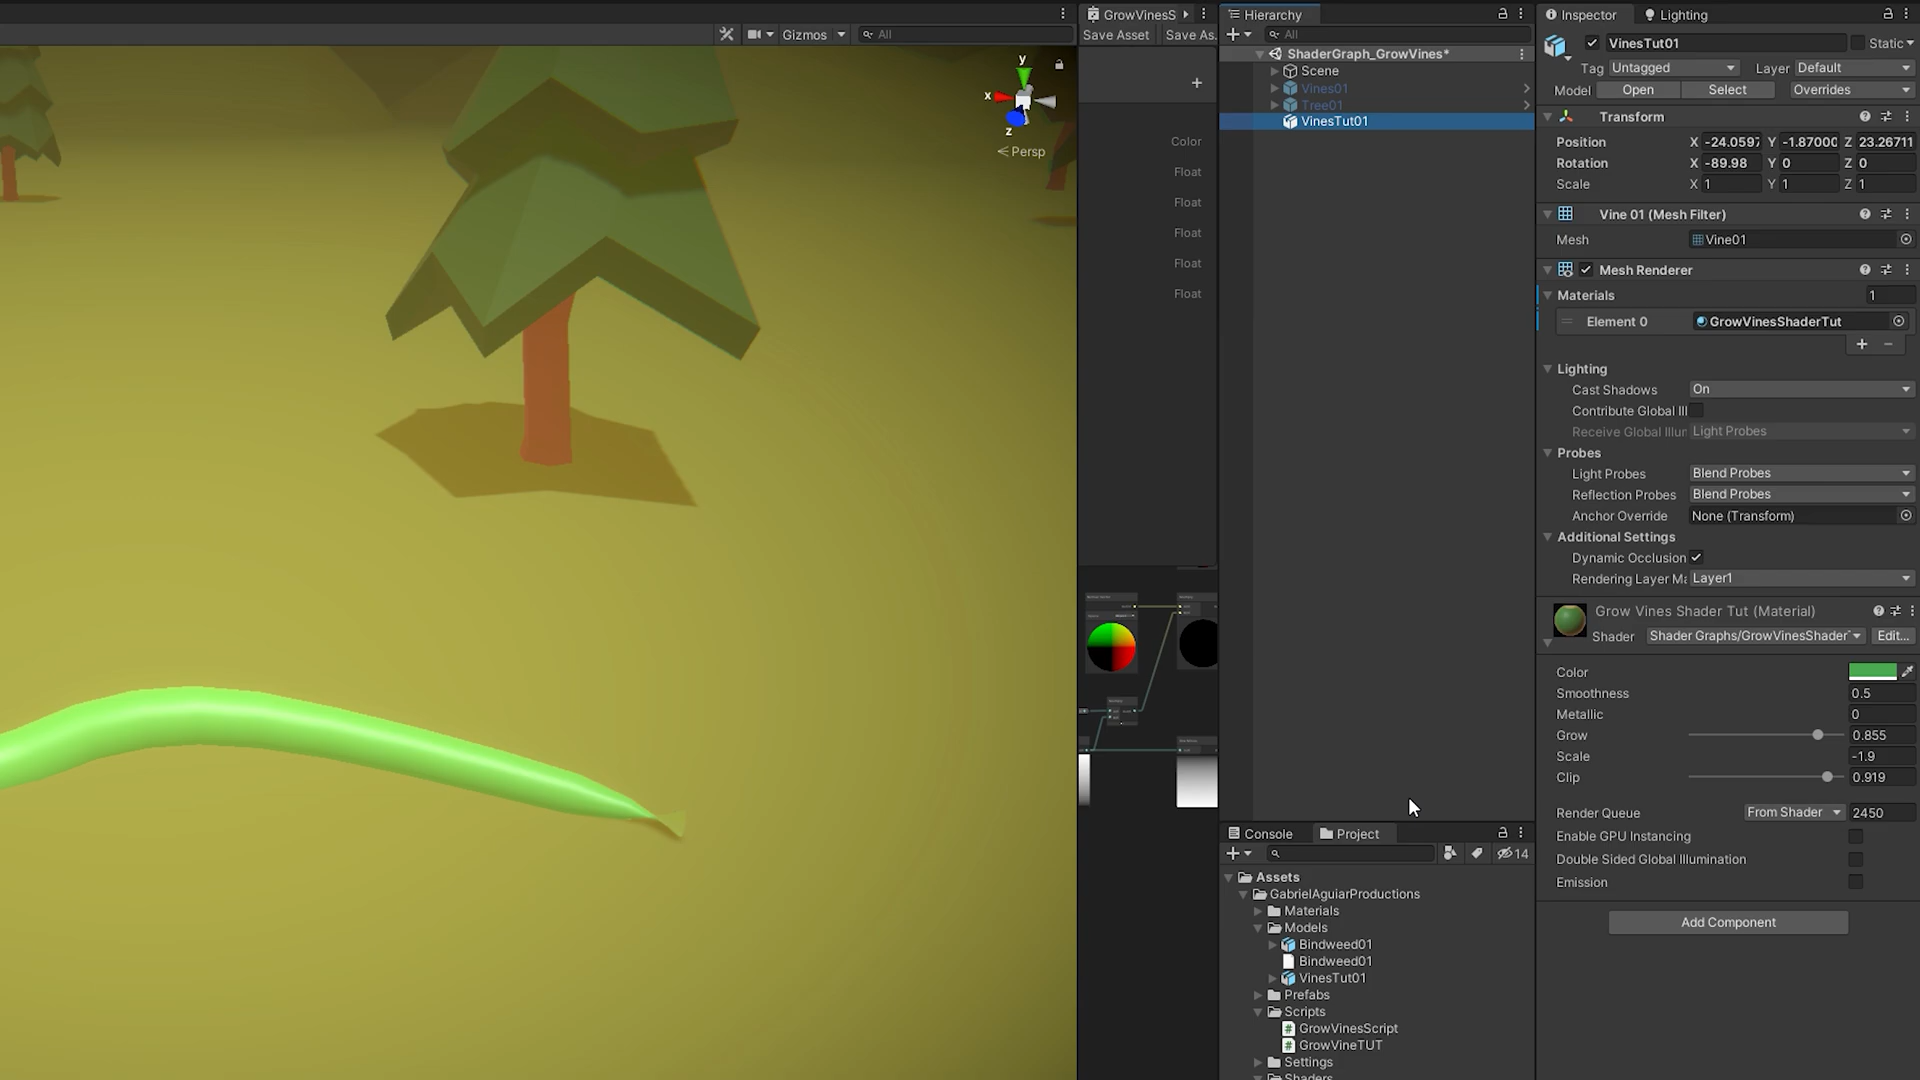 Gizmos
All
y
x
z
Persp
GrowVinesS
Save Asset
Save As.
Color
Float
Float
Float
Float
Float
Hierarchy
All
ShaderGraph_GrowVines*
Scene
Vines01
Tree01
VinesTut01
Console
Project
14
Assets
GabrielAguiarProductions
Materials
Models
Bindweed01
Bindweed01
VinesTut01
Prefabs
Scripts
GrowVinesScript
GrowVineTUT
Settings
Shaders
Inspector
Lighting
VinesTut01
Static
Tag Untagged Layer Default
Model Open Select Overrides
Transform
Position X -24.0597 Y -1.87000 Z 23.26711
Rotation X -89.98 Y 0 Z 0
Scale X 1 Y 1 Z 1
Vine 01 (Mesh Filter)
Mesh Vine01
Mesh Renderer
Materials 1
Element 0 GrowVinesShaderTut
Lighting
Cast Shadows On
Contribute Global Ill
Receive Global Illun Light Probes
Probes
Light Probes Blend Probes
Reflection Probes Blend Probes
Anchor Override None (Transform)
Additional Settings
Dynamic Occlusion
Rendering Layer Ma Layer1
Grow Vines Shader Tut (Material)
Shader Shader Graphs/GrowVinesShader Edit...
Color
Smoothness 0.5
Metallic 0
Grow 0.855
Scale -1.9
Clip 0.919
Render Queue From Shader 2450
Enable GPU Instancing
Double Sided Global Illumination
Emission
Add Component